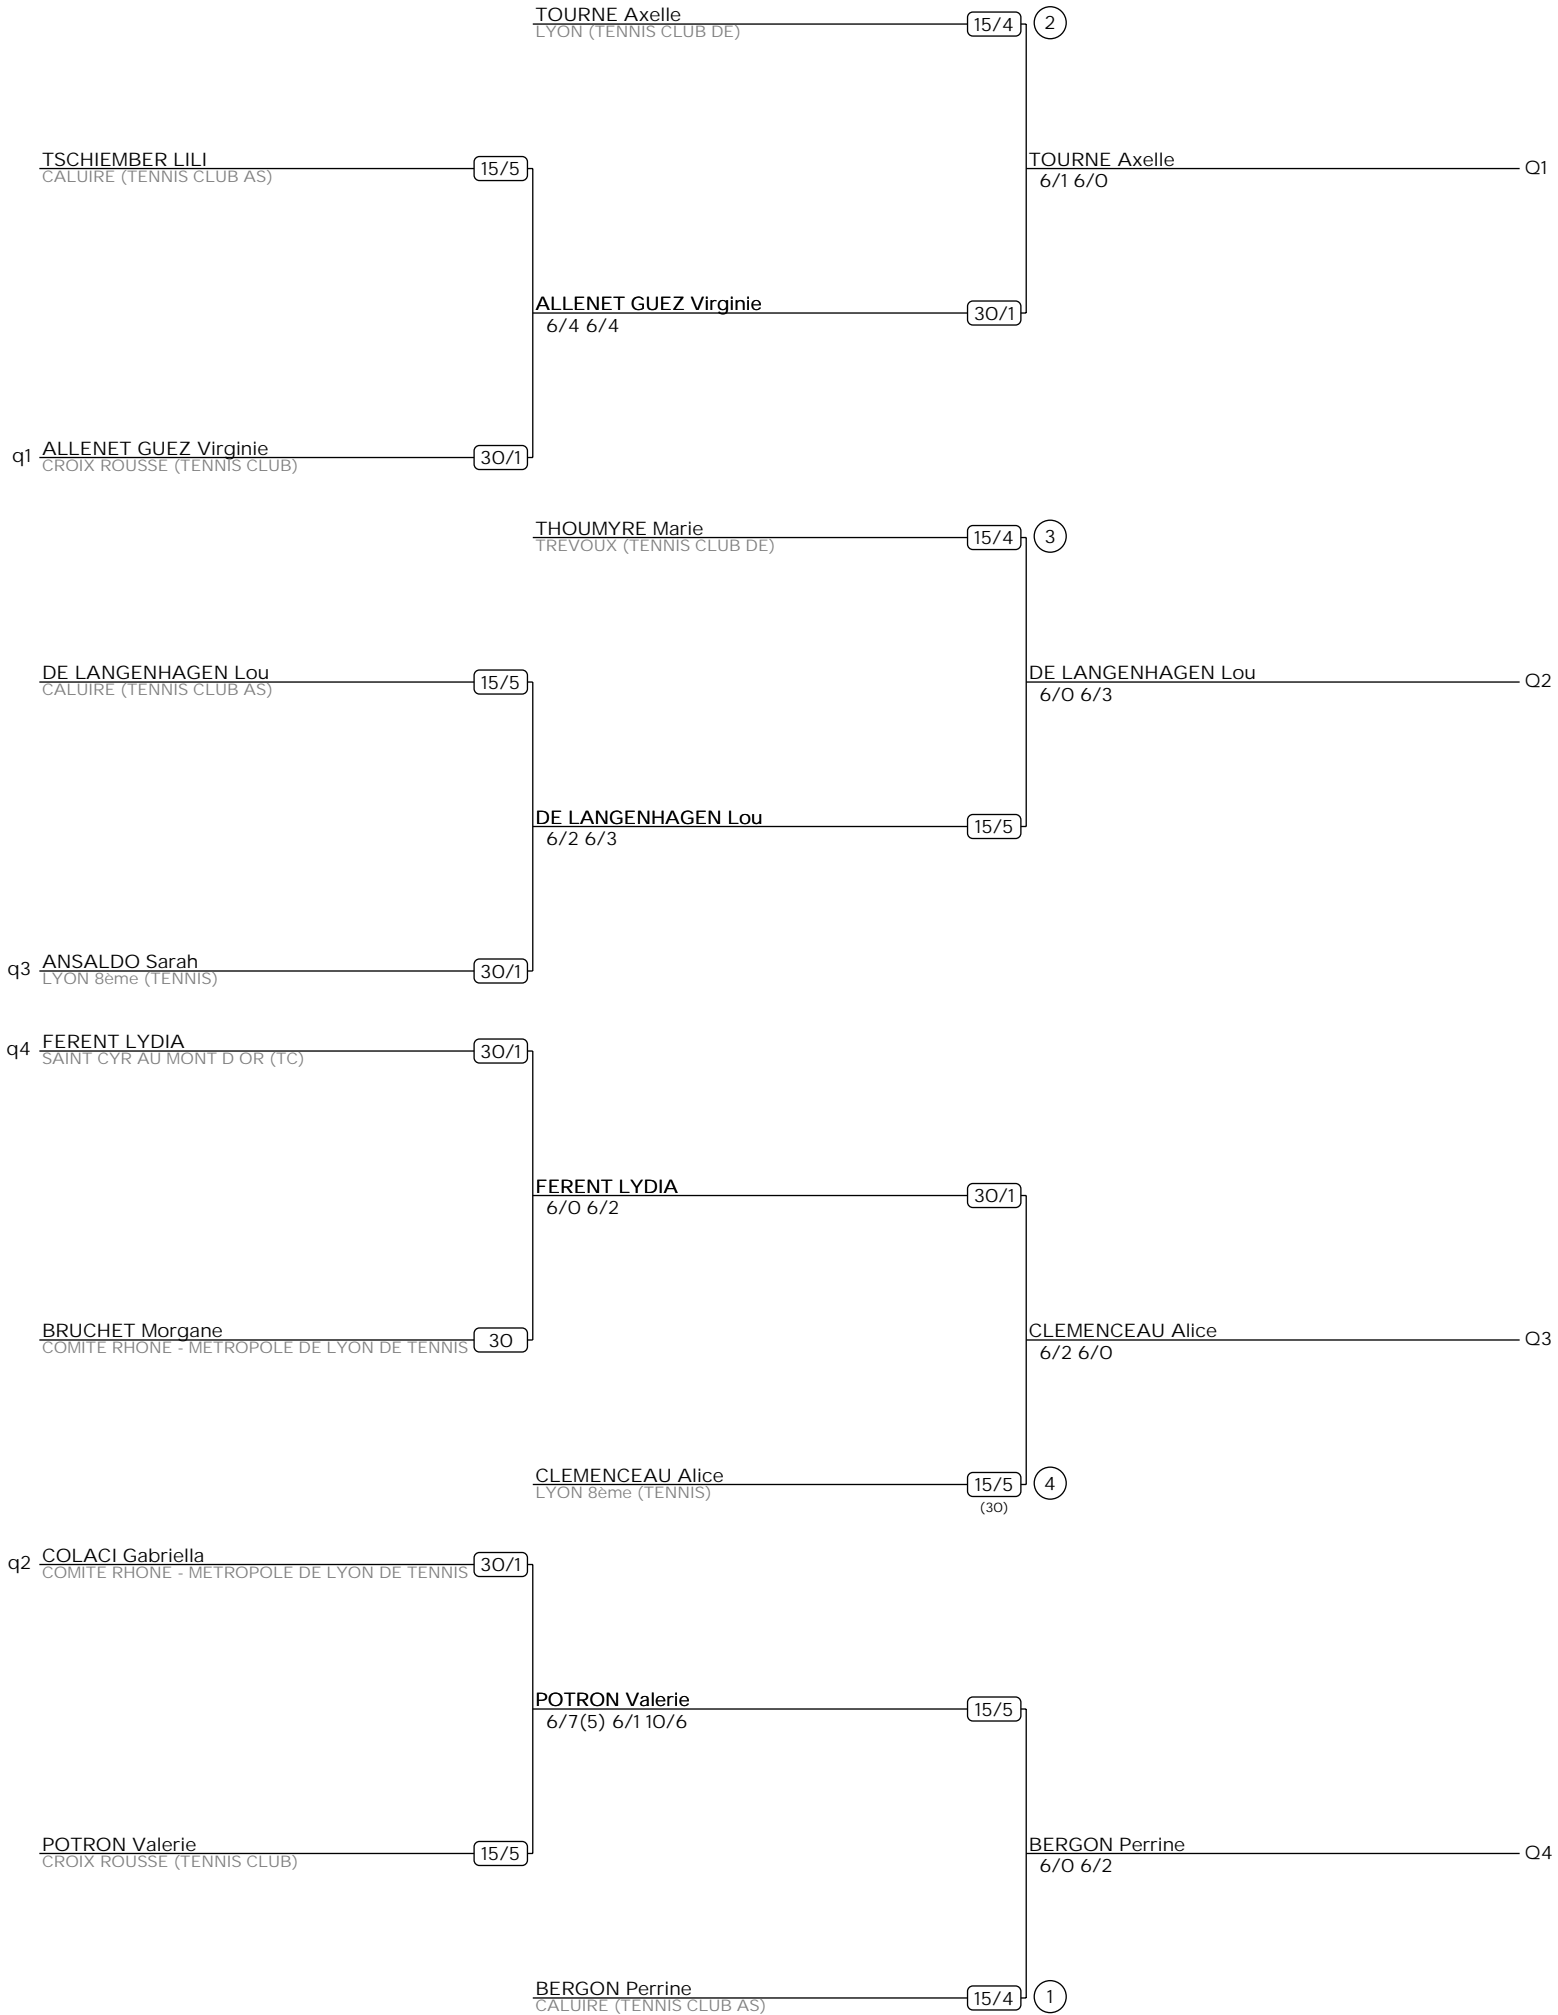 TOURNE Axelle
LYON (TENNIS CLUB DE)
15/4
2
TSCHIEMBER LILI
CALUIRE (TENNIS CLUB AS)
15/5
TOURNE Axelle
6/1 6/0
Q1
ALLENET GUEZ Virginie
6/4 6/4
30/1
q1
ALLENET GUEZ Virginie
CROIX ROUSSE (TENNIS CLUB)
30/1
THOUMYRE Marie
TREVOUX (TENNIS CLUB DE)
15/4
3
DE LANGENHAGEN Lou
CALUIRE (TENNIS CLUB AS)
15/5
DE LANGENHAGEN Lou
6/0 6/3
Q2
DE LANGENHAGEN Lou
6/2 6/3
15/5
q3
ANSALDO Sarah
LYON 8ème (TENNIS)
30/1
q4
FERENT LYDIA
SAINT CYR AU MONT D OR (TC)
30/1
FERENT LYDIA
6/0 6/2
30/1
BRUCHET Morgane
COMITE RHONE - METROPOLE DE LYON DE TENNIS
30
CLEMENCEAU Alice
6/2 6/0
Q3
CLEMENCEAU Alice
LYON 8ème (TENNIS)
15/5
(30)
4
q2
COLACI Gabriella
COMITE RHONE - METROPOLE DE LYON DE TENNIS
30/1
POTRON Valerie
6/7(5) 6/1 10/6
15/5
POTRON Valerie
CROIX ROUSSE (TENNIS CLUB)
15/5
BERGON Perrine
6/0 6/2
Q4
BERGON Perrine
CALUIRE (TENNIS CLUB AS)
15/4
1